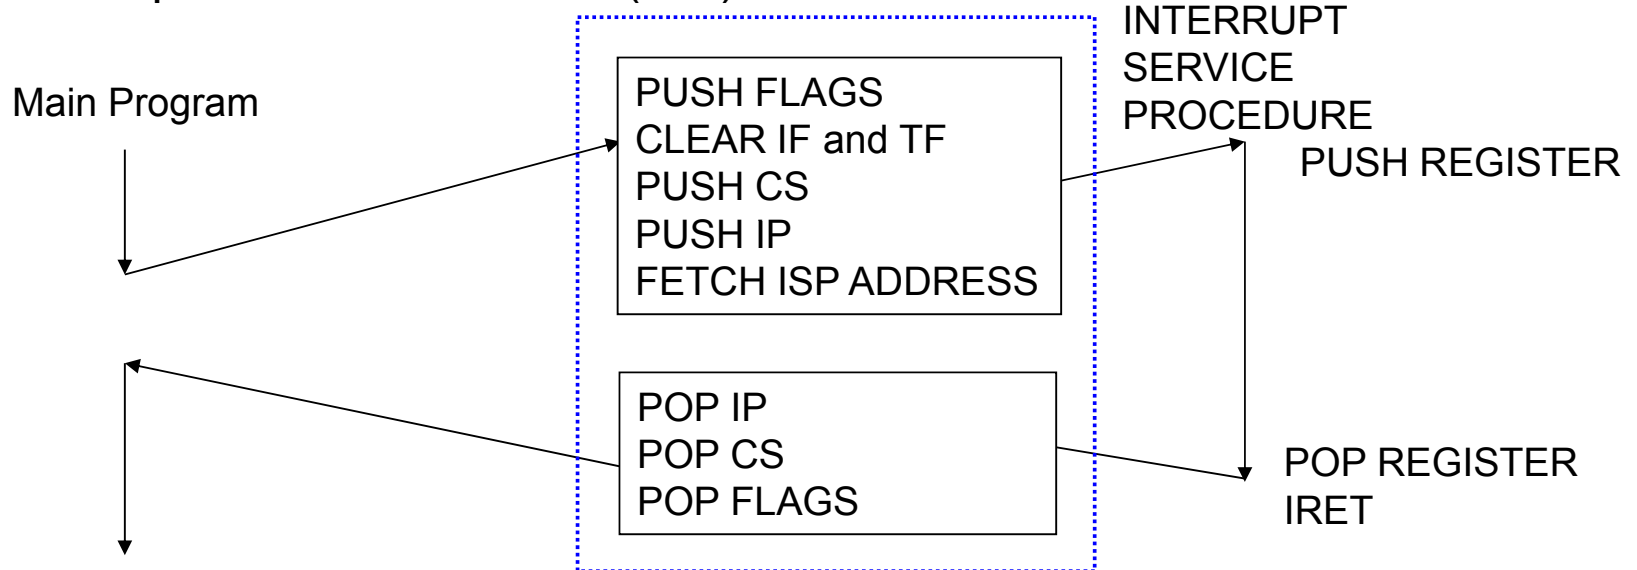 Main Program
PUSH FLAGS
CLEAR IF and TF
PUSH CS
PUSH IP
FETCH ISP ADDRESS
INTERRUPT
SERVICE
PROCEDURE
PUSH REGISTER
POP IP
POP CS
POP FLAGS
POP REGISTER
IRET